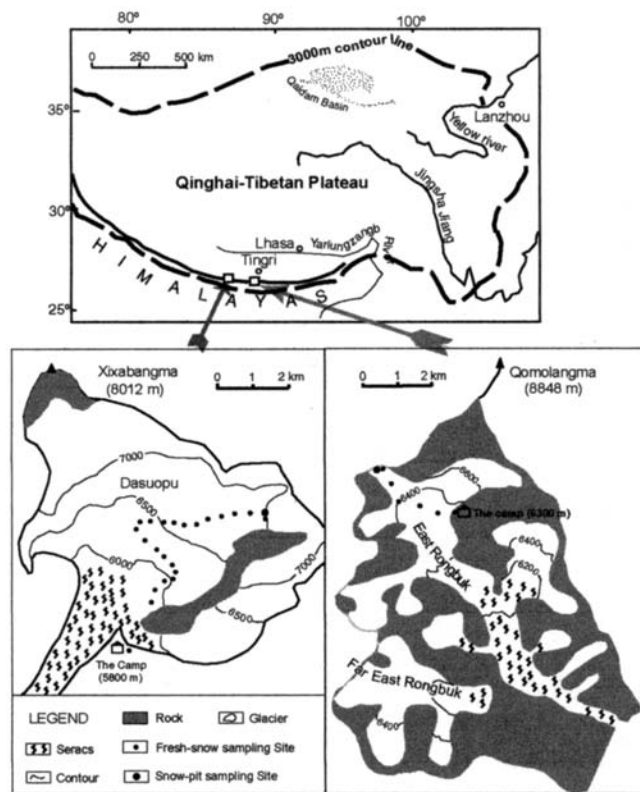 80° 90° 100°
0 250 500 km
3000m contour line
Qaidam Basin
35°
Lanzhou
Yellow river
Qinghai-Tibetan Plateau
Jingsha Jiang
30°
Lhasa Yarlungzangb River
Tingri
HIMALAYAS
25°
Xixabangma
(8012 m)
0 1 2 km
7000
Dasuopu
6500
6000
7000
6500
The Camp
(5800 m)
0 1 2 km
Qomolangma
(8848 m)
6600
6400
The camp (6300 m)
6400
6200
East Rongbuk
Far East Rongbuk
6400
LEGEND
Rock
Glacier
Seracs
Fresh-snow sampling Site
Contour
Snow-pit sampling Site